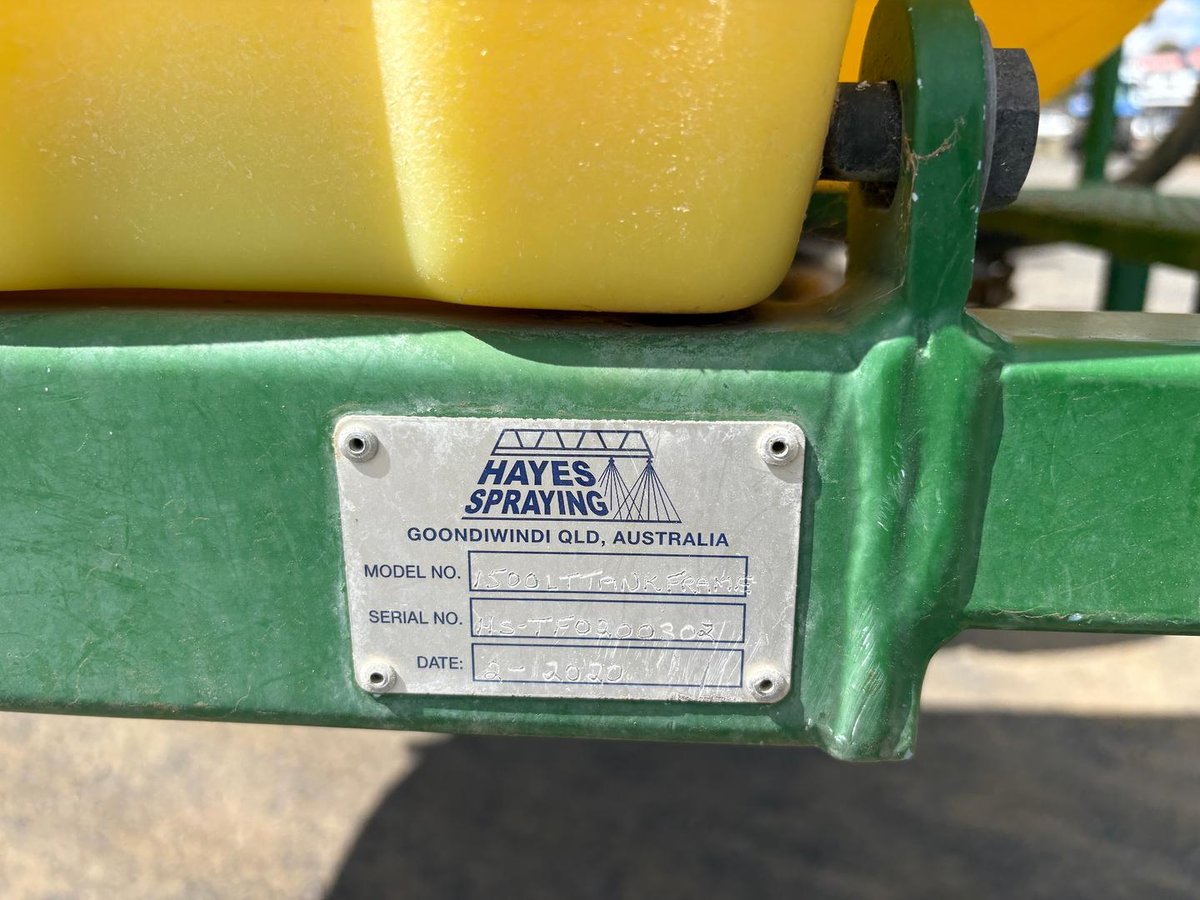 HAYES
SPRAYING
GOONDIWINDI QLD, AUSTRALIA
MODEL NO. 1500LT TANK FRAME
SERIAL NO. HS-TF0200302
DATE: 2-2020